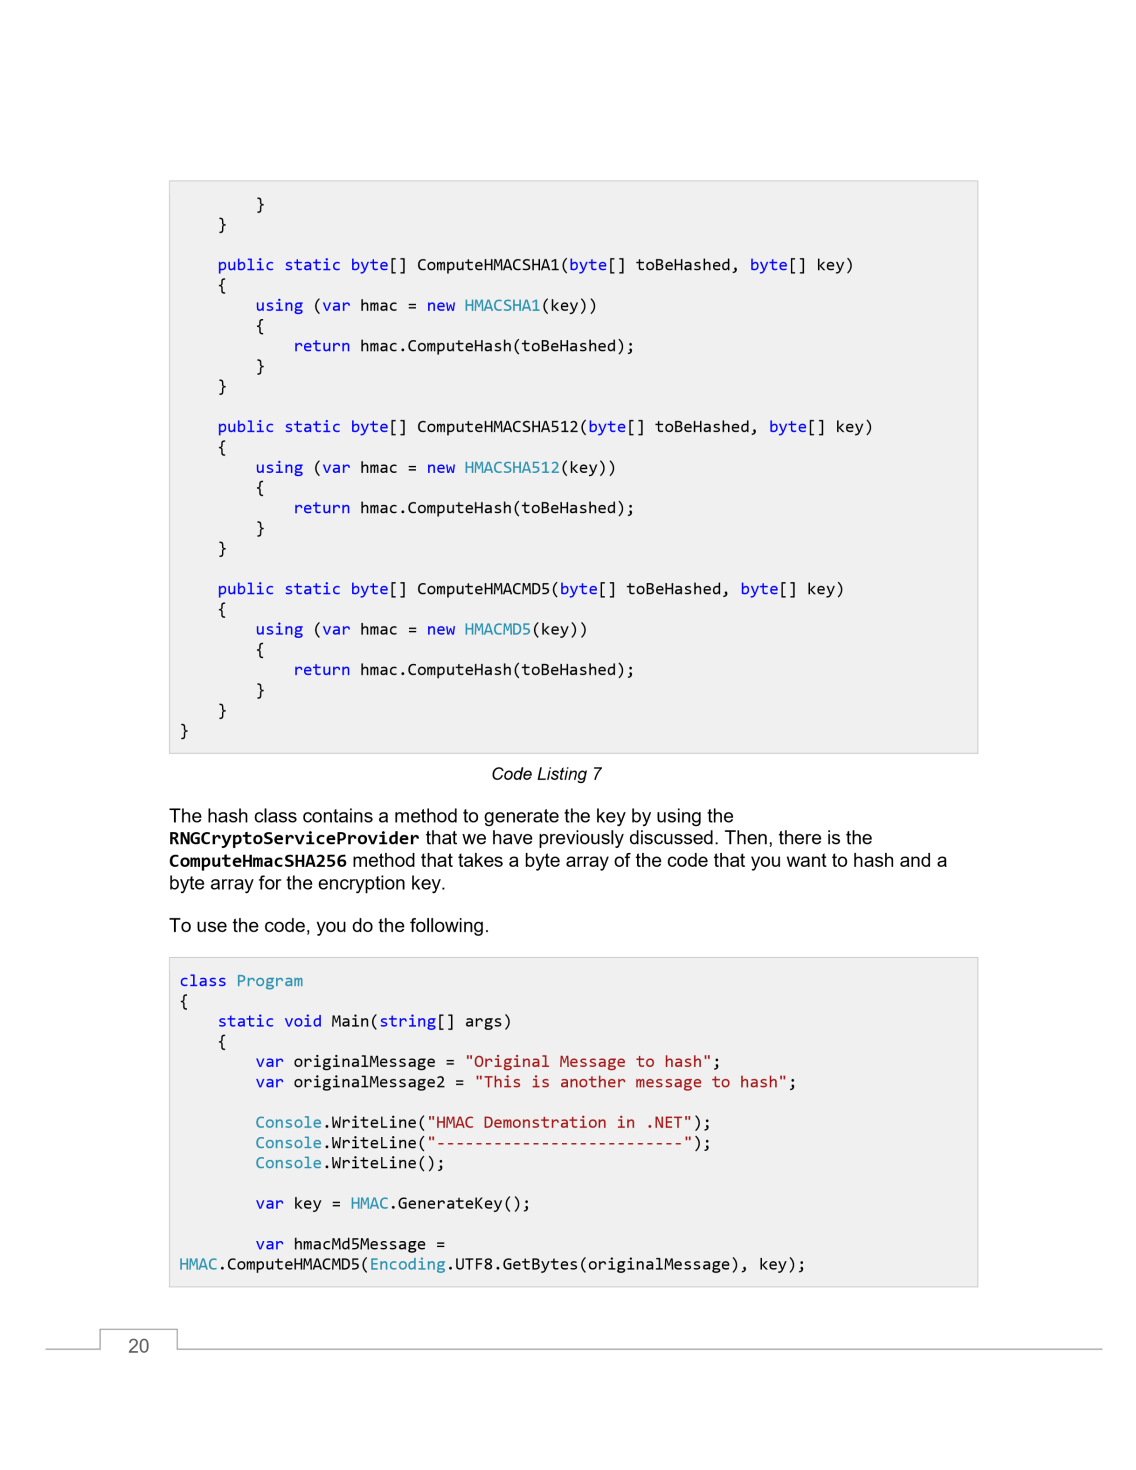 }
    }

    public static byte[] ComputeHMACSHA1(byte[] toBeHashed, byte[] key)
    {
        using (var hmac = new HMACSHA1(key))
        {
            return hmac.ComputeHash(toBeHashed);
        }
    }

    public static byte[] ComputeHMACSHA512(byte[] toBeHashed, byte[] key)
    {
        using (var hmac = new HMACSHA512(key))
        {
            return hmac.ComputeHash(toBeHashed);
        }
    }

    public static byte[] ComputeHMACMD5(byte[] toBeHashed, byte[] key)
    {
        using (var hmac = new HMACMD5(key))
        {
            return hmac.ComputeHash(toBeHashed);
        }
    }
}
Code Listing 7
The hash class contains a method to generate the key by using the
RNGCryptoServiceProvider that we have previously discussed. Then, there is the
ComputeHmacSHA256 method that takes a byte array of the code that you want to hash and a
byte array for the encryption key.
To use the code, you do the following.
class Program
{
    static void Main(string[] args)
    {
        var originalMessage = "Original Message to hash";
        var originalMessage2 = "This is another message to hash";

        Console.WriteLine("HMAC Demonstration in .NET");
        Console.WriteLine("--------------------------");
        Console.WriteLine();

        var key = HMAC.GenerateKey();

        var hmacMd5Message =
HMAC.ComputeHMACMD5(Encoding.UTF8.GetBytes(originalMessage), key);
20